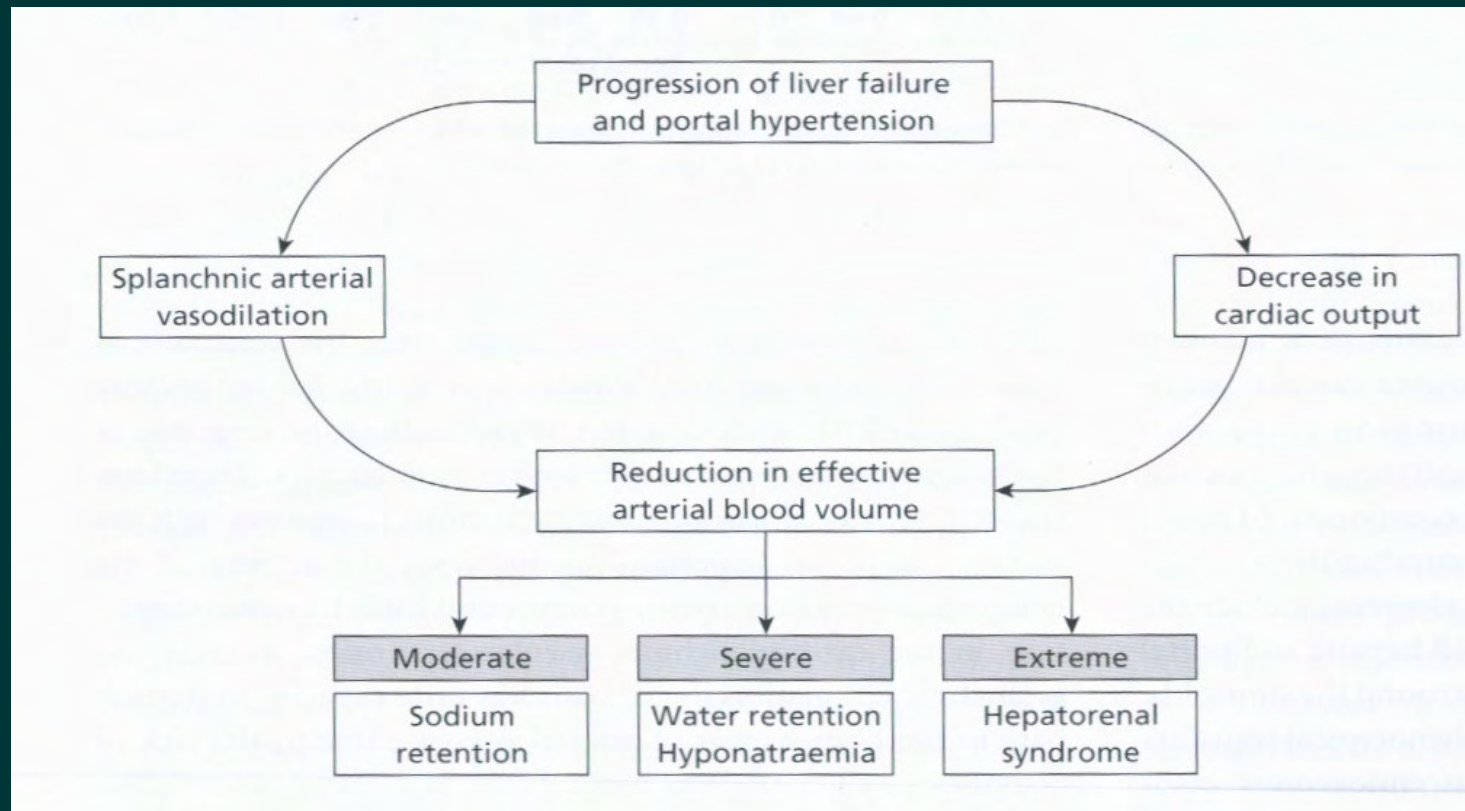 Progression of liver failure
and portal hypertension
Splanchnic arterial
vasodilation
Decrease in
cardiac output
Reduction in effective
arterial blood volume
Moderate
Severe
Extreme
Sodium
retention
Water retention
Hyponatraemia
Hepatorenal
syndrome